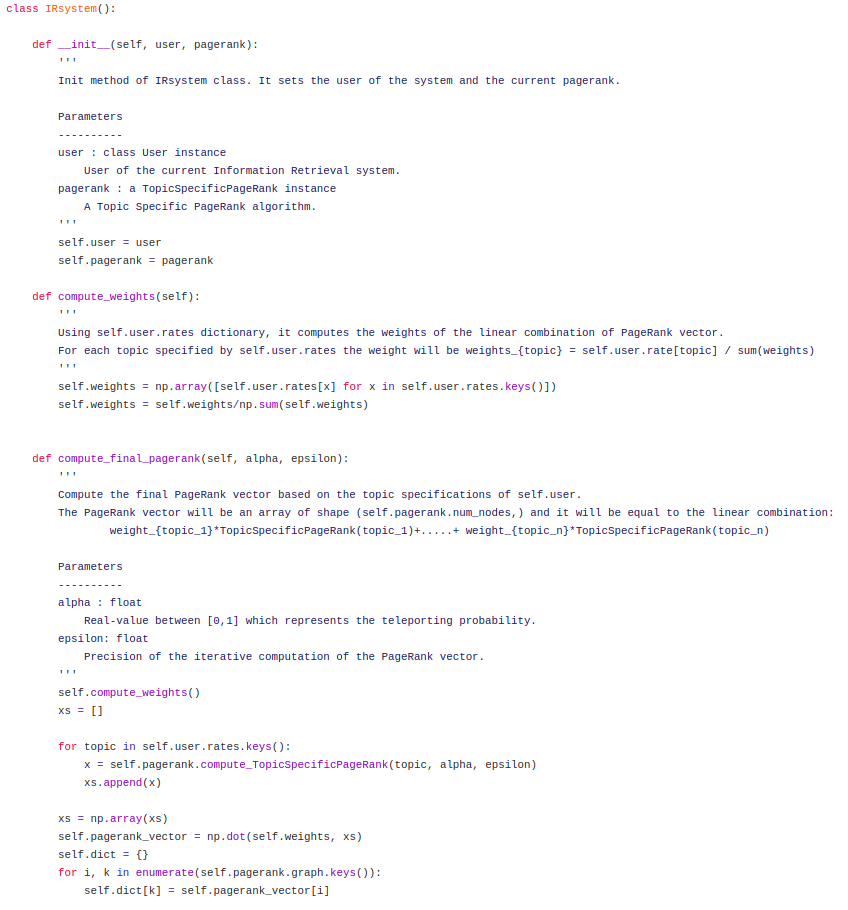 class IRsystem():
def __init__(self, user, pagerank):
'''
Init method of IRsystem class. It sets the user of the system and the current pagerank.
Parameters
----------
user : class User instance
User of the current Information Retrieval system.
pagerank : a TopicSpecificPageRank instance
A Topic Specific PageRank algorithm.
'''
self.user = user
self.pagerank = pagerank
def compute_weights(self):
'''
Using self.user.rates dictionary, it computes the weights of the linear combination of PageRank vector.
For each topic specified by self.user.rates the weight will be weights_{topic} = self.user.rate[topic] / sum(weights)
'''
self.weights = np.array([self.user.rates[x] for x in self.user.rates.keys()])
self.weights = self.weights/np.sum(self.weights)
def compute_final_pagerank(self, alpha, epsilon):
'''
Compute the final PageRank vector based on the topic specifications of self.user.
The PageRank vector will be an array of shape (self.pagerank.num_nodes,) and it will be equal to the linear combination:
weight_{topic_1}*TopicSpecificPageRank(topic_1)+.....+ weight_{topic_n}*TopicSpecificPageRank(topic_n)
Parameters
----------
alpha : float
Real-value between [0,1] which represents the teleporting probability.
epsilon: float
Precision of the iterative computation of the PageRank vector.
'''
self.compute_weights()
xs = []
for topic in self.user.rates.keys():
x = self.pagerank.compute_TopicSpecificPageRank(topic, alpha, epsilon)
xs.append(x)
xs = np.array(xs)
self.pagerank_vector = np.dot(self.weights, xs)
self.dict = {}
for i, k in enumerate(self.pagerank.graph.keys()):
self.dict[k] = self.pagerank_vector[i]